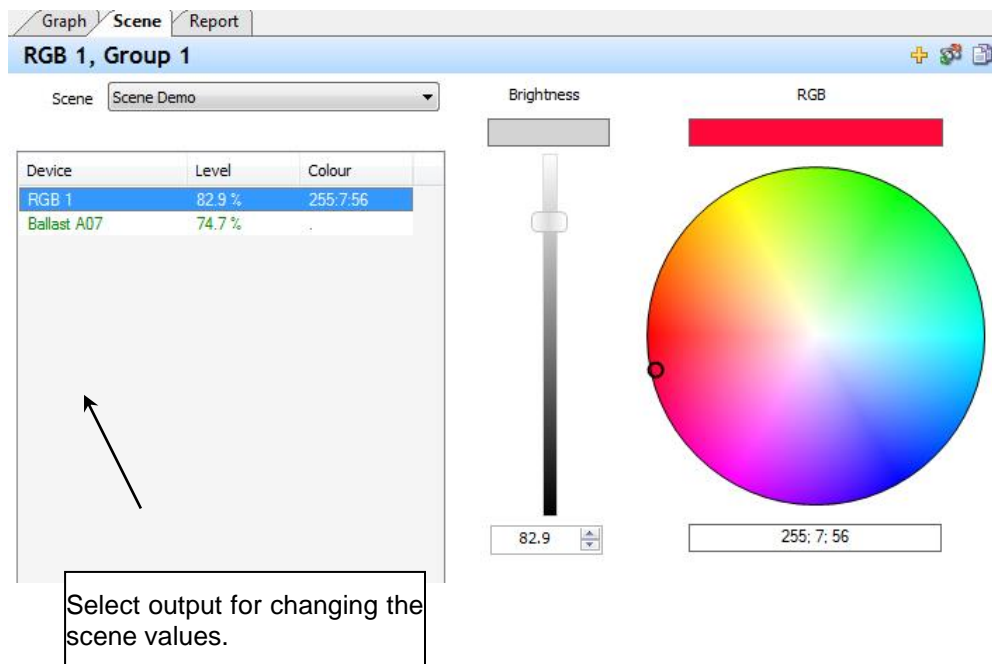 Graph Scene Report
RGB 1, Group 1
Scene Scene Demo
Brightness
RGB
Device Level Colour
RGB 1 82.9 % 255:7:56
Ballast A07 74.7 % .
82.9
255; 7; 56
Select output for changing the
scene values.